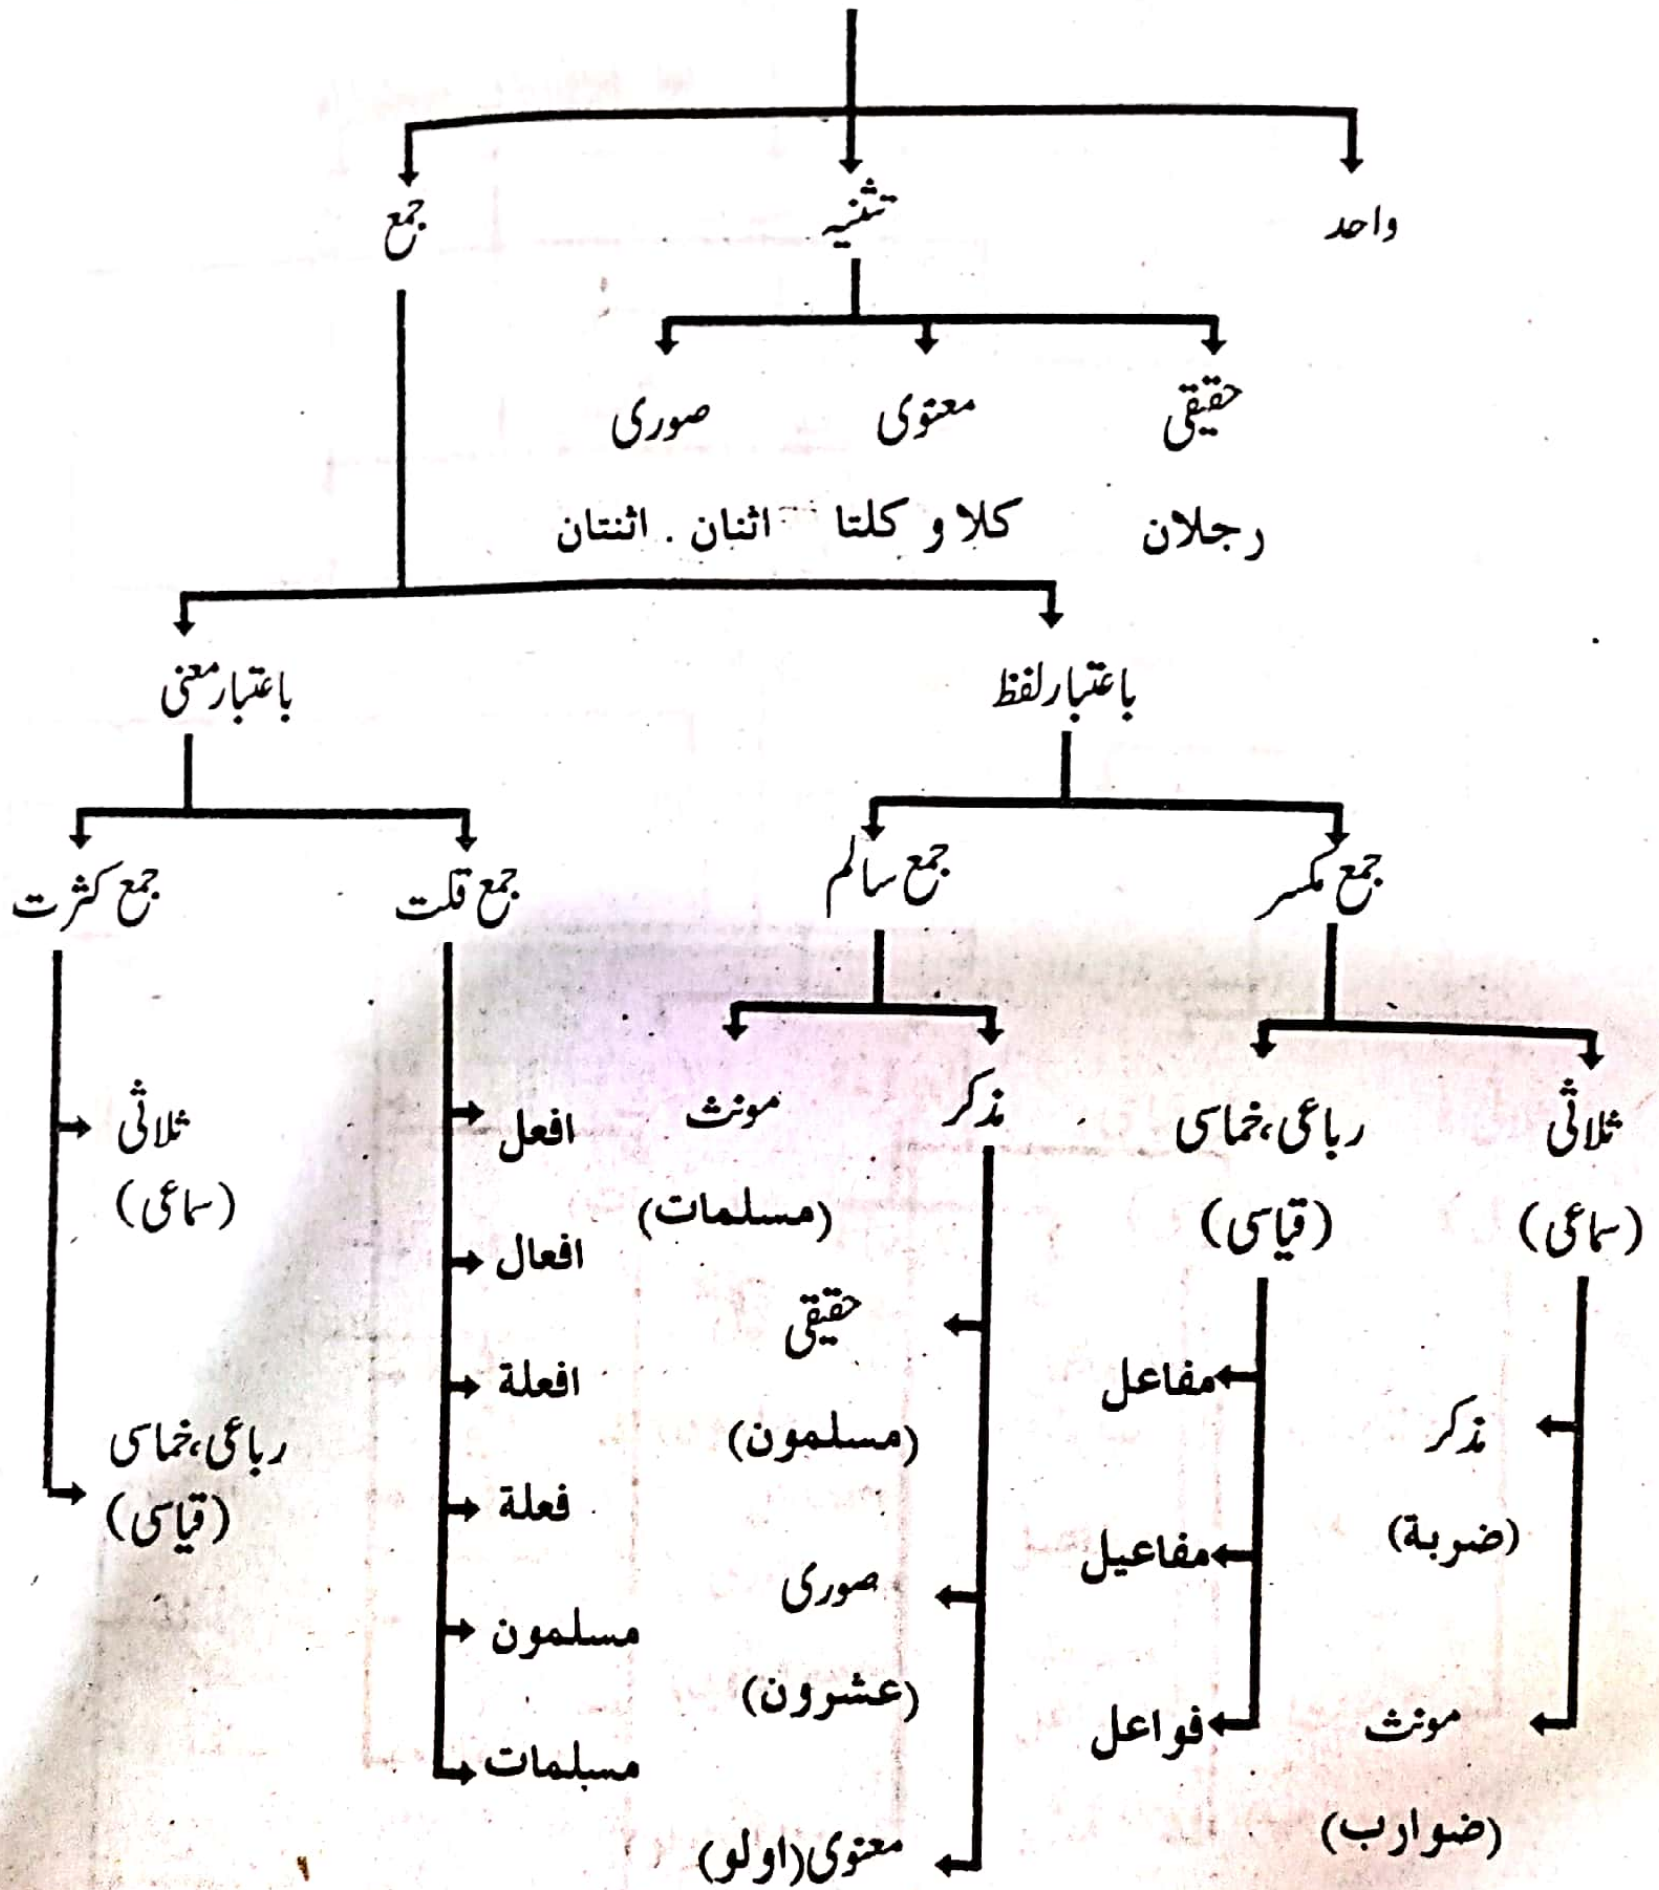 واحد تثنیہ جمع
حقیقی معنوی صوری
رجلان کلا و کلتا اثنان . اثنتان
باعتبار لفظ باعتبار معنی
جمع مکسر جمع سالم جمع قلت جمع کثرت
ثلاثی رباعی، خماسی مذکر مونث افعل ثلاثی
(سماعی) (قیاسی) (مسلمات) (سماعی)
افعال
حقیقی
مفاعل افعلة
مذکر (مسلمون) رباعی، خماسی
فعلة (قیاسی)
(ضربة) مفاعیل صوری
مسلمون
(عشرون)
مونث فواعل مسلمات
(ضوارب) معنوی (اولو)